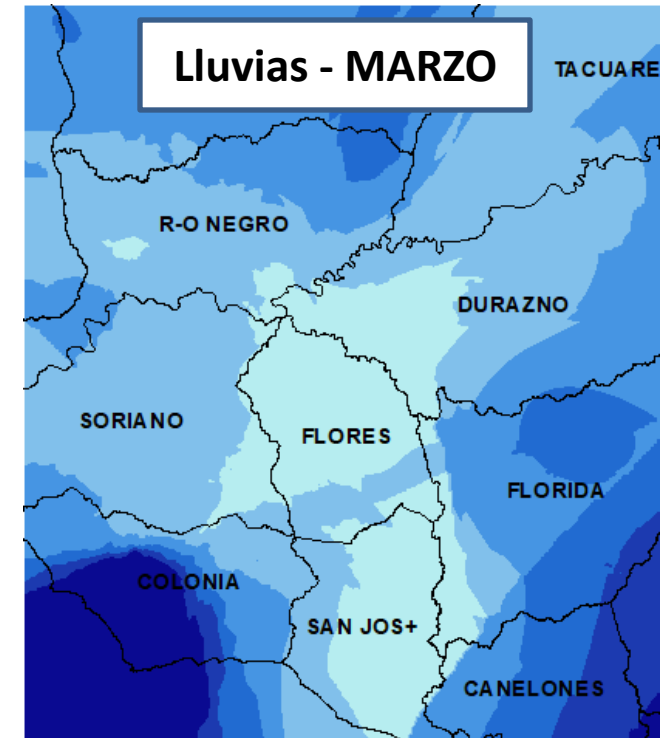 Lluvias - MARZO
TACUARE
R-O NEGRO
DURAZNO
SORIANO
FLORES
FLORIDA
COLONIA
SAN JOS+
CANELONES